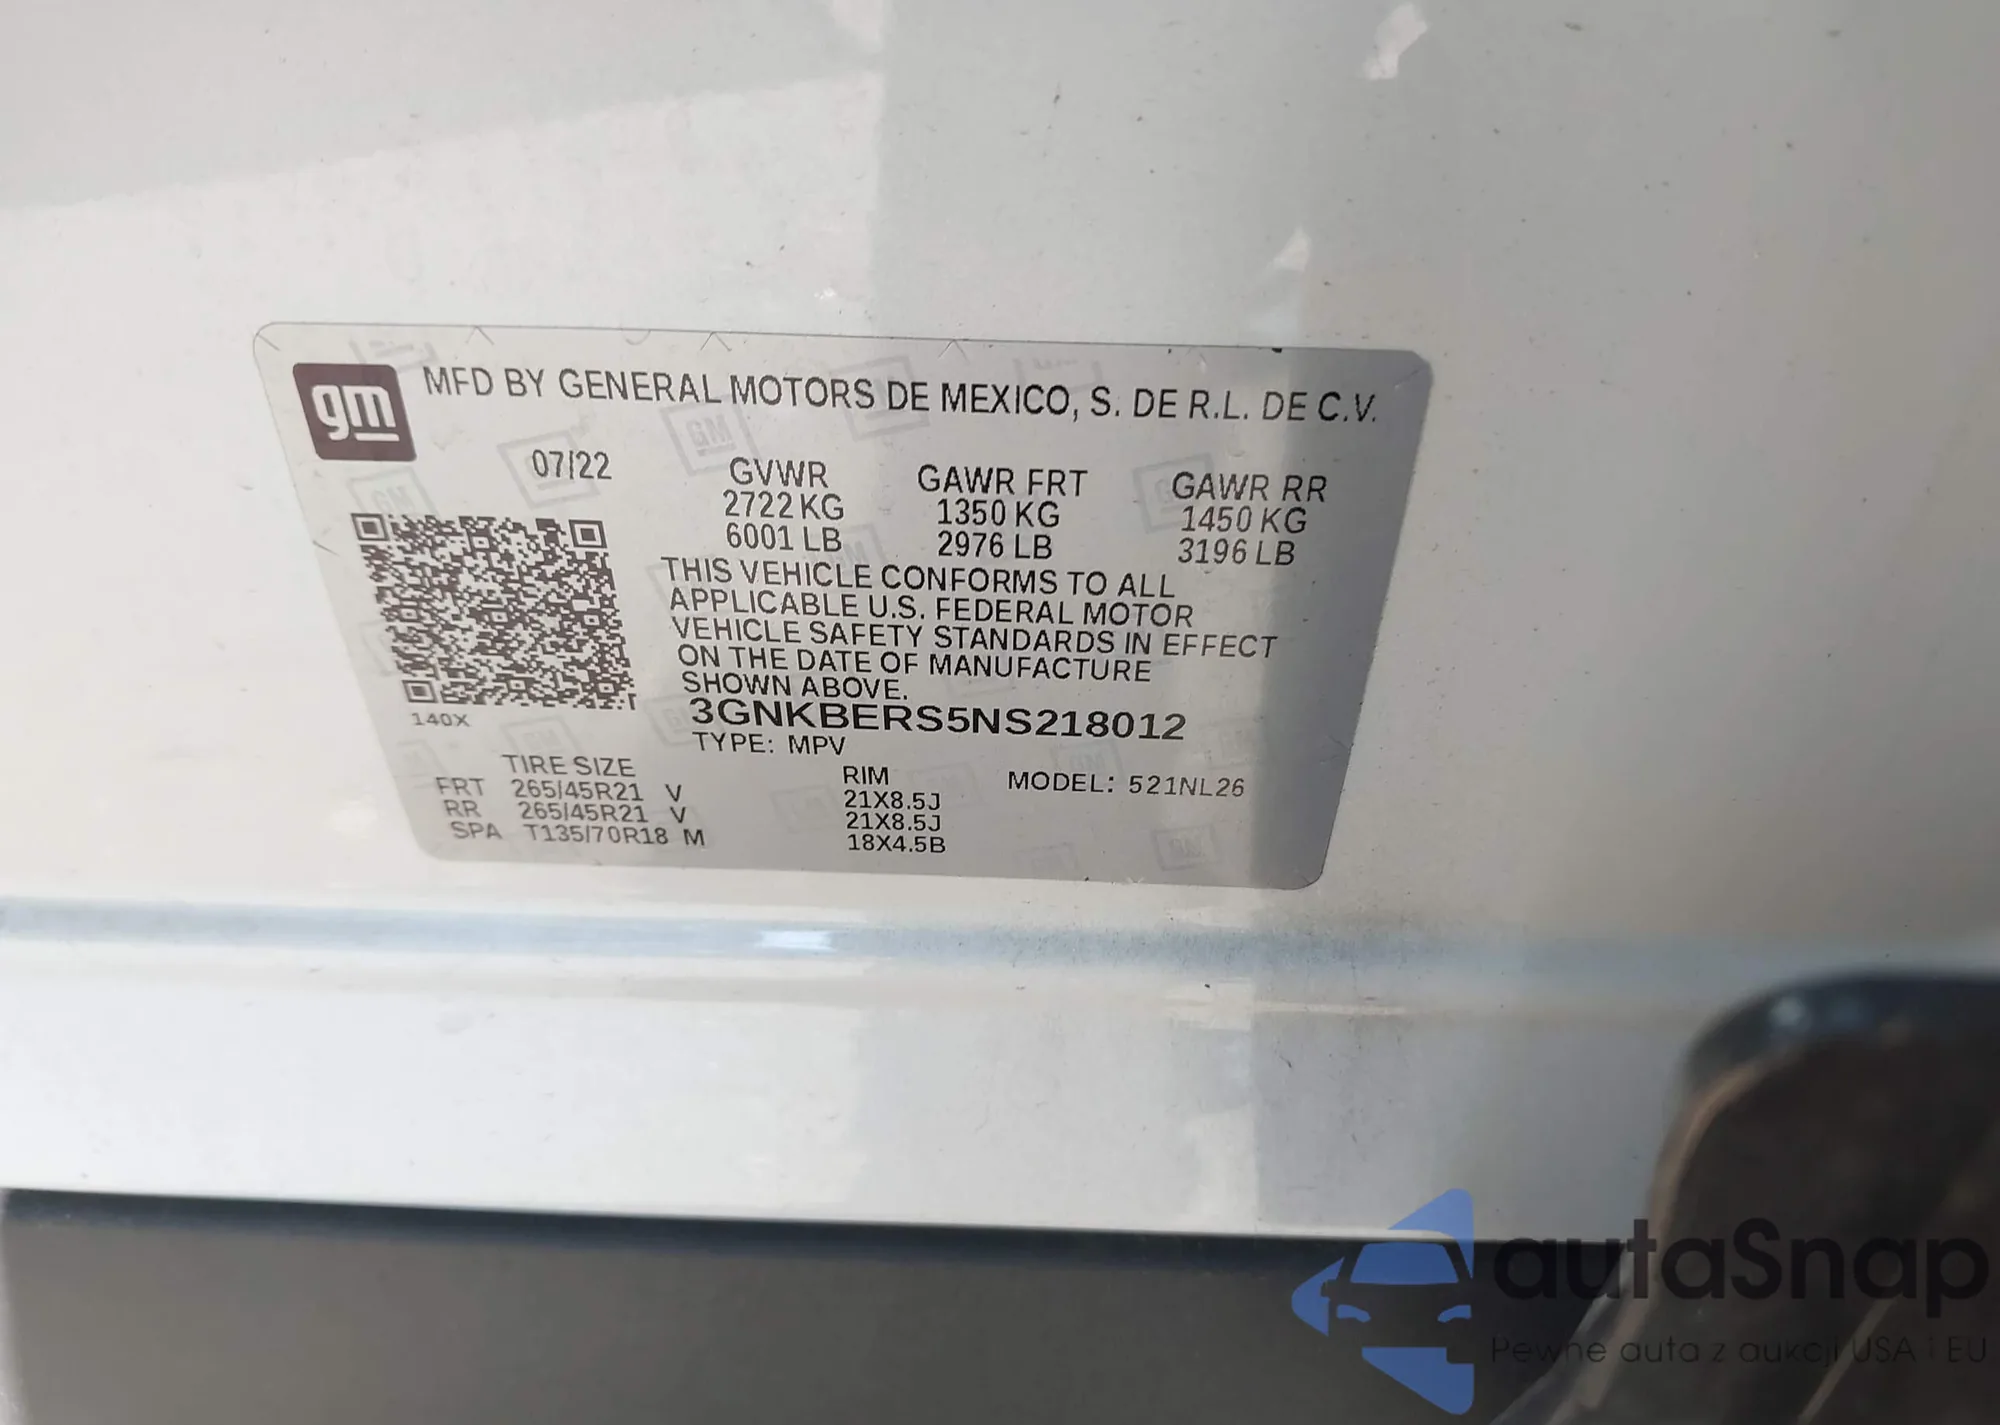 gm
MFD BY GENERAL MOTORS DE MEXICO, S. DE R.L. DE C.V.
07/22
GVWR GAWR FRT GAWR RR
2722 KG 1350 KG 1450 KG
6001 LB 2976 LB 3196 LB
THIS VEHICLE CONFORMS TO ALL
APPLICABLE U.S. FEDERAL MOTOR
VEHICLE SAFETY STANDARDS IN EFFECT
ON THE DATE OF MANUFACTURE
SHOWN ABOVE.
140X
3GNKBERS5NS218012
TYPE: MPV
TIRE SIZE RIM MODEL: 521NL26
FRT 265/45R21 V 21X8.5J
RR 265/45R21 V 21X8.5J
SPA T135/70R18 M 18X4.5B
autaSnap
Pewne auta z aukcji USA i EU